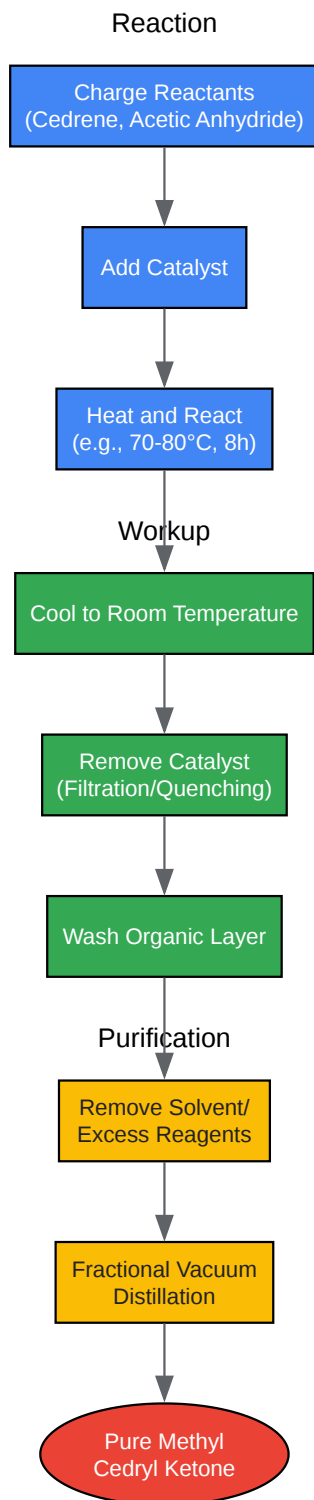 Reaction
Charge Reactants
(Cedrene, Acetic Anhydride)
Add Catalyst
Heat and React
(e.g., 70-80°C, 8h)
Workup
Cool to Room Temperature
Remove Catalyst
(Filtration/Quenching)
Wash Organic Layer
Purification
Remove Solvent/
Excess Reagents
Fractional Vacuum
Distillation
Pure Methyl
Cedryl Ketone